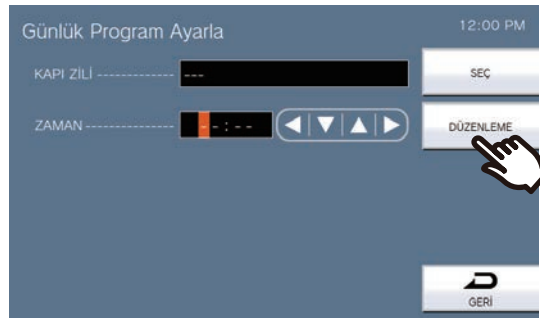 Günlük Program Ayarla
12:00 PM
KAPI ZİLİ ------------- ---
SEÇ
ZAMAN --------------- --:--
DÜZENLEME
GERİ